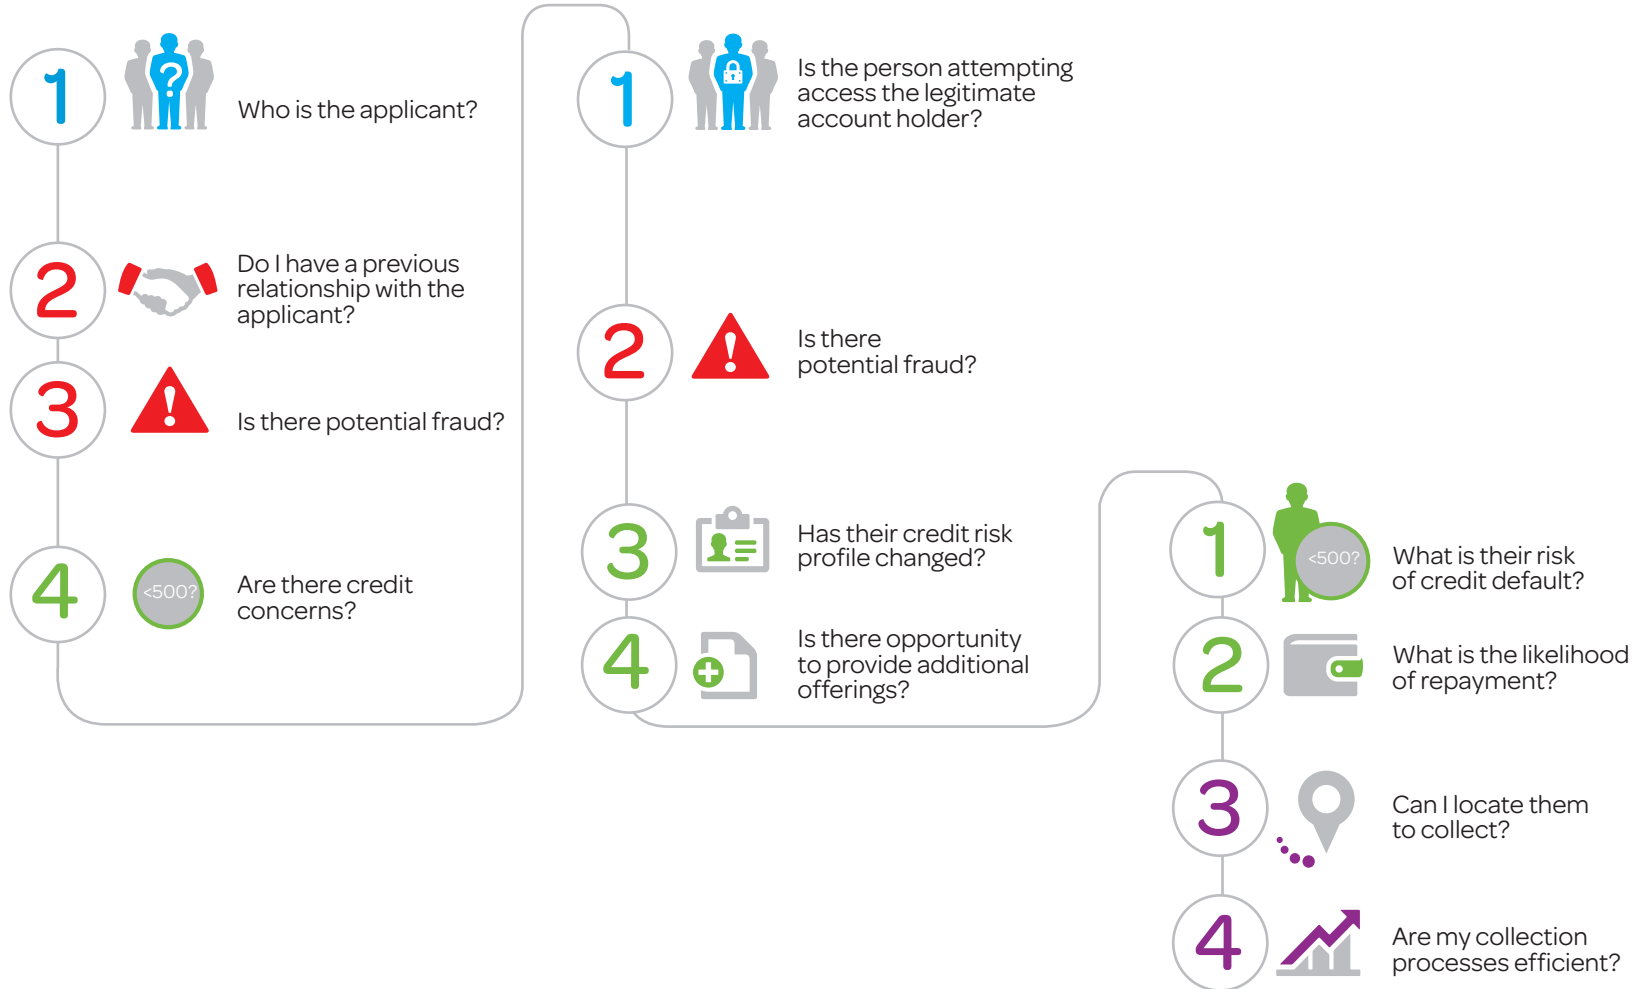 1
Who is the applicant?
2
Do I have a previous
relationship with the
applicant?
3
Is there potential fraud?
4
<500?
Are there credit
concerns?
1
Is the person attempting
access the legitimate
account holder?
2
Is there
potential fraud?
3
Has their credit risk
profile changed?
4
Is there opportunity
to provide additional
offerings?
1
<500?
What is their risk
of credit default?
2
What is the likelihood
of repayment?
3
Can I locate them
to collect?
4
Are my collection
processes efficient?